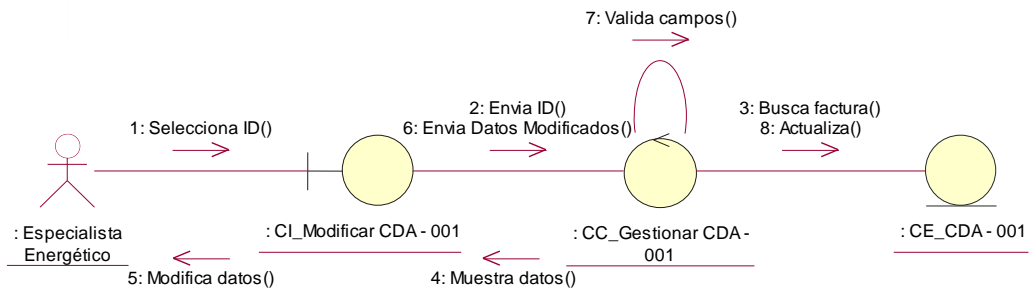 7: Valida campos()
2: Envia ID()
3: Busca factura()
1: Selecciona ID()
6: Envia Datos Modificados()
8: Actualiza()
: Especialista
Energético
: CI_Modificar CDA - 001
: CC_Gestionar CDA -
001
: CE_CDA - 001
5: Modifica datos()
4: Muestra datos()